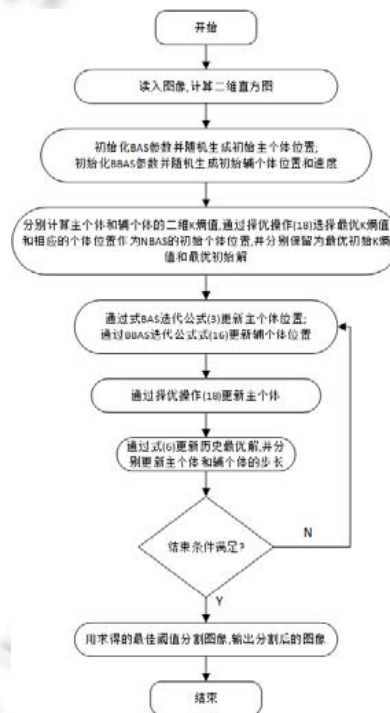 开始
读入图像,计算二维直方图
初始化BAS参数并随机生成初始主个体位置;
初始化BBAS参数并随机生成初始辅个体位置和速度
分别计算主个体和辅个体的二维K熵值,通过择优操作(18)选择最优K熵值
和相应的个体位置作为NBAS的初始个体位置,并分别保留为最优初始K熵
值和最优初始解
通过式BAS迭代公式(3)更新主个体位置;
通过BBAS迭代公式式(16)更新辅个体位置
通过择优操作(18)更新主个体
通过式(6)更新历史最优解,并分
别更新主个体和辅个体的步长
结束条件满足?
N
Y
用求得的最佳阈值分割图像,输出分割后的图像
结束